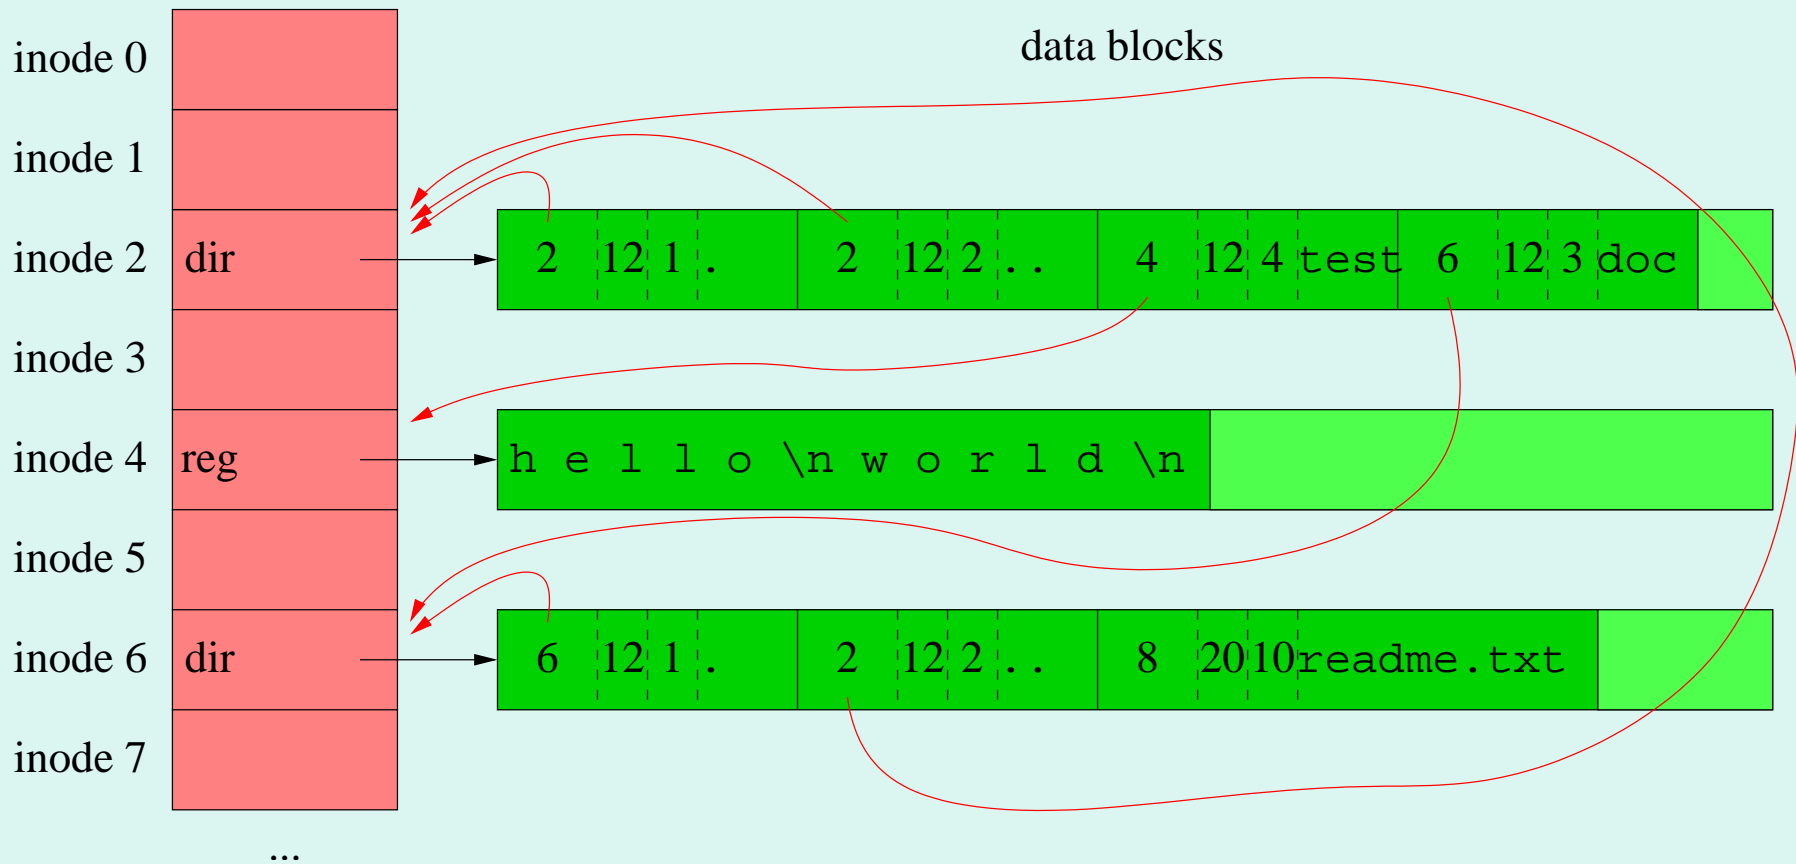 data blocks
inode 0
inode 1
inode 2 dir 2 12 1 . 2 12 2 .. 4 12 4 test 6 12 3 doc
inode 3
inode 4 reg h e l l o \n w o r l d \n
inode 5
inode 6 dir 6 12 1 . 2 12 2 .. 8 20 10 readme.txt
inode 7
...